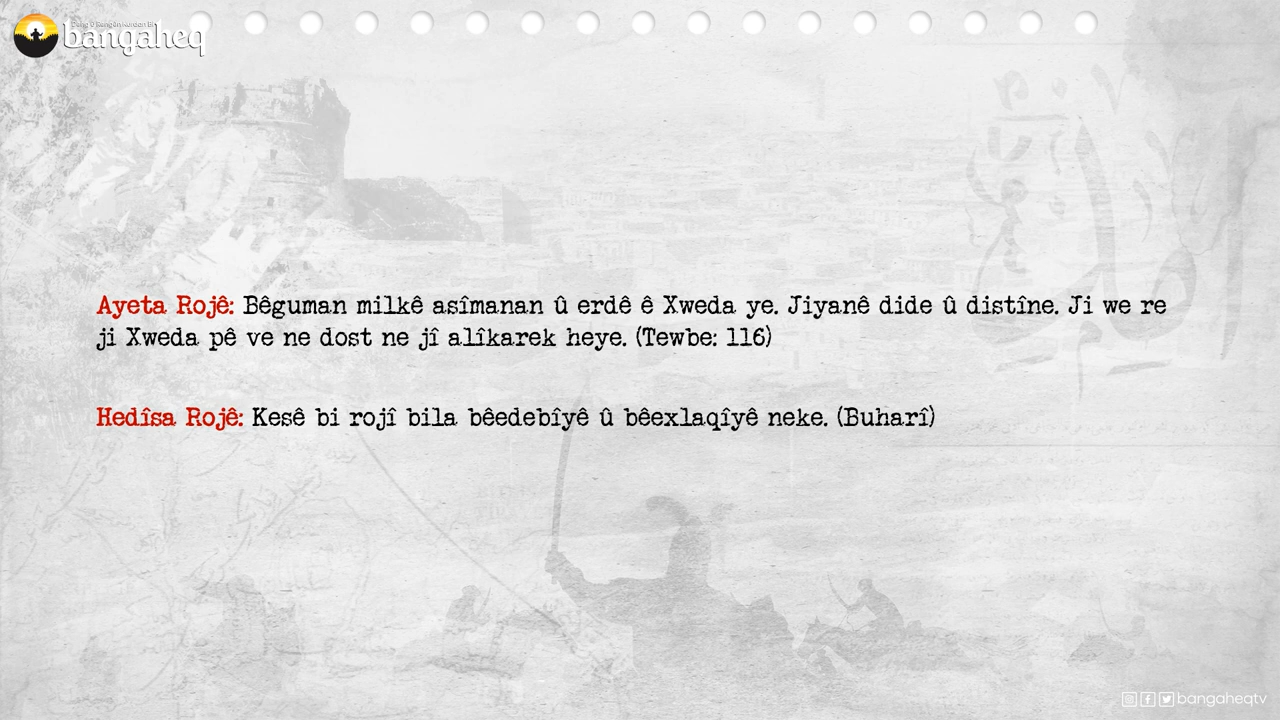 bangaheq
Ayeta Rojê: Bêguman milkê asîmanan û erdê ê Xweda ye. Jiyanê dide û distîne. Ji we re
ji Xweda pê ve ne dost ne jî alîkarek heye. (Tewbe: 116)
Hedîsa Rojê: Kesê bi rojî bila bêedebîyê û bêexlaqîyê neke. (Buharî)
bangaheqtv